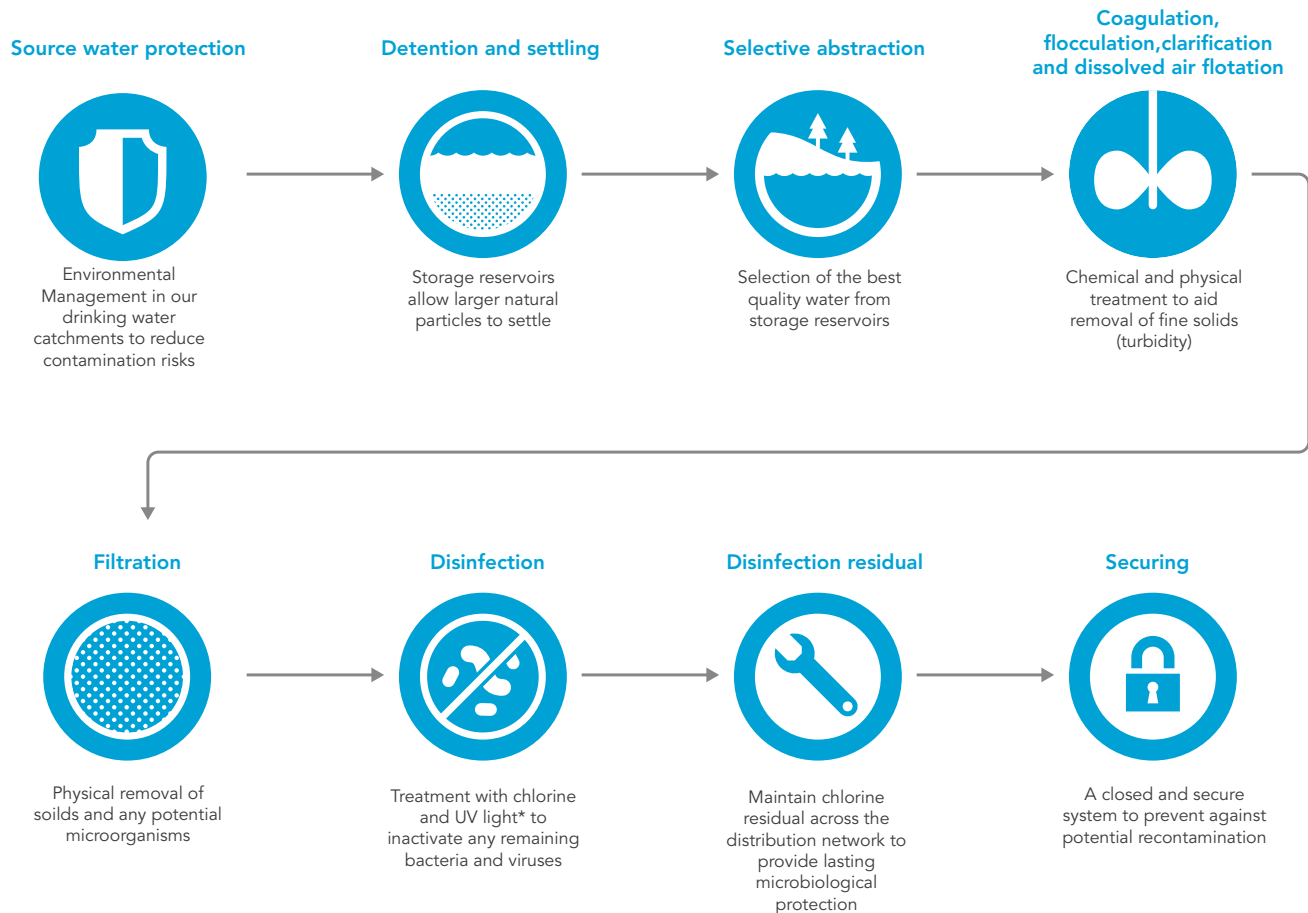 Source water protection
Environmental
Management in our
drinking water
catchments to reduce
contamination risks
Detention and settling
Storage reservoirs
allow larger natural
particles to settle
Selective abstraction
Selection of the best
quality water from
storage reservoirs
Coagulation,
flocculation,clarification
and dissolved air flotation
Chemical and physical
treatment to aid
removal of fine solids
(turbidity)
Filtration
Physical removal of
soilds and any potential
microorganisms
Disinfection
Treatment with chlorine
and UV light* to
inactivate any remaining
bacteria and viruses
Disinfection residual
Maintain chlorine
residual across the
distribution network to
provide lasting
microbiological
protection
Securing
A closed and secure
system to prevent against
potential recontamination